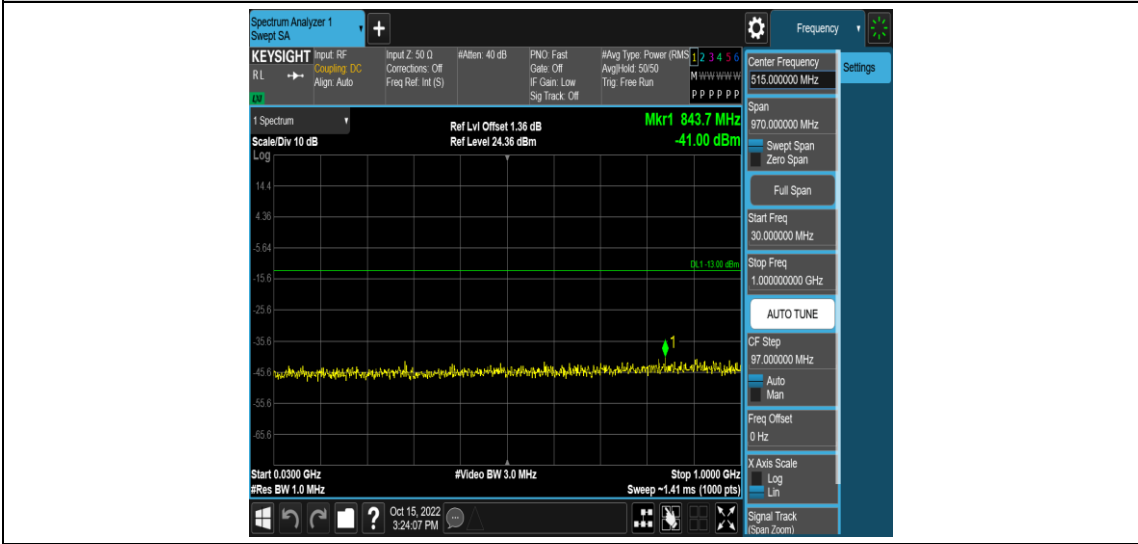 Spectrum Analyzer 1
Swept SA
+
Frequency
KEYSIGHT
RL
LXI
Input: RF
Coupling: DC
Align: Auto
Input Z: 50 Ω
Corrections: Off
Freq Ref: Int (S)
#Atten: 40 dB
PNO: Fast
Gate: Off
IF Gain: Low
Sig Track: Off
#Avg Type: Power (RMS
Avg|Hold: 50/50
Trig: Free Run
1 2 3 4 5 6
M W W W W W
P P P P P P
1 Spectrum
Scale/Div 10 dB
Ref Lvl Offset 1.36 dB
Ref Level 24.36 dBm
Mkr1 843.7 MHz
-41.00 dBm
Log
14.4
4.36
-5.64
-15.6
-25.6
-35.6
-45.6
-55.6
-65.6
DL1 -13.00 dBm
1
Start 0.0300 GHz
#Res BW 1.0 MHz
#Video BW 3.0 MHz
Stop 1.0000 GHz
Sweep ~1.41 ms (1000 pts)
?
Oct 15, 2022
3:24:07 PM
Center Frequency
515.000000 MHz
Settings
Span
970.000000 MHz
Swept Span
Zero Span
Full Span
Start Freq
30.000000 MHz
Stop Freq
1.000000000 GHz
AUTO TUNE
CF Step
97.000000 MHz
Auto
Man
Freq Offset
0 Hz
X Axis Scale
Log
Lin
Signal Track
(Span Zoom)